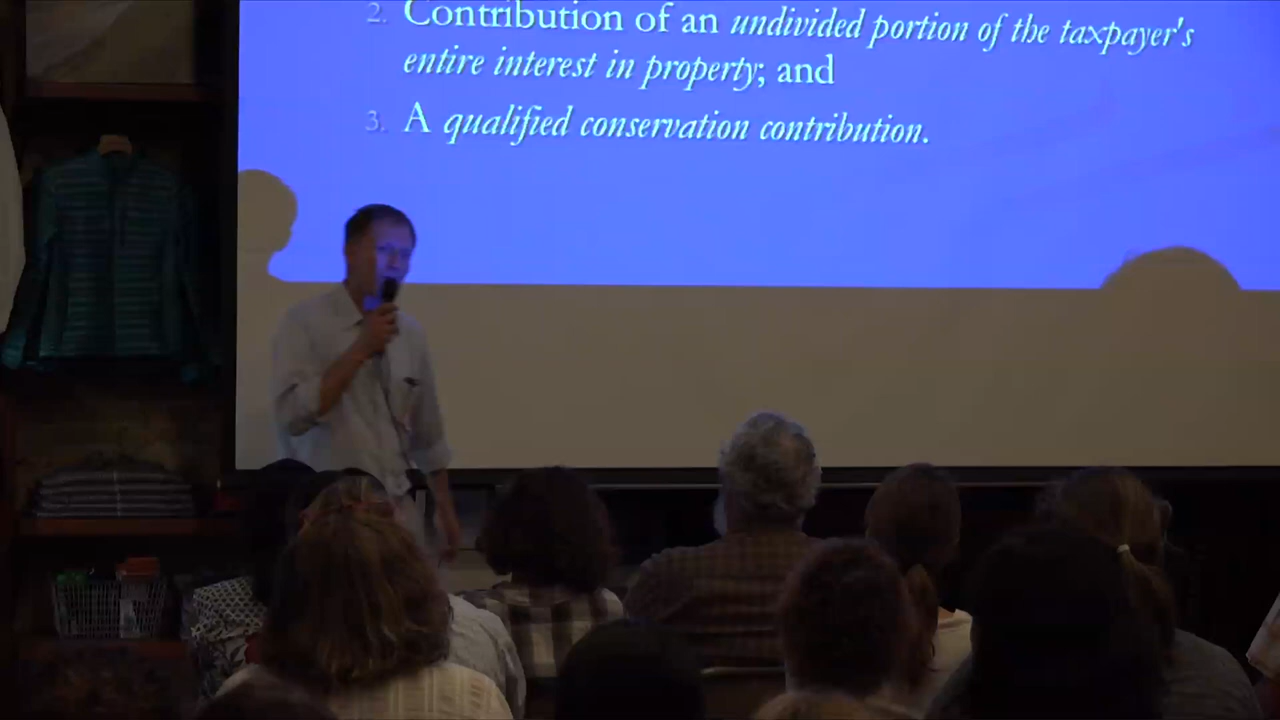 2. Contribution of an undivided portion of the taxpayer's
entire interest in property; and
3. A qualified conservation contribution.